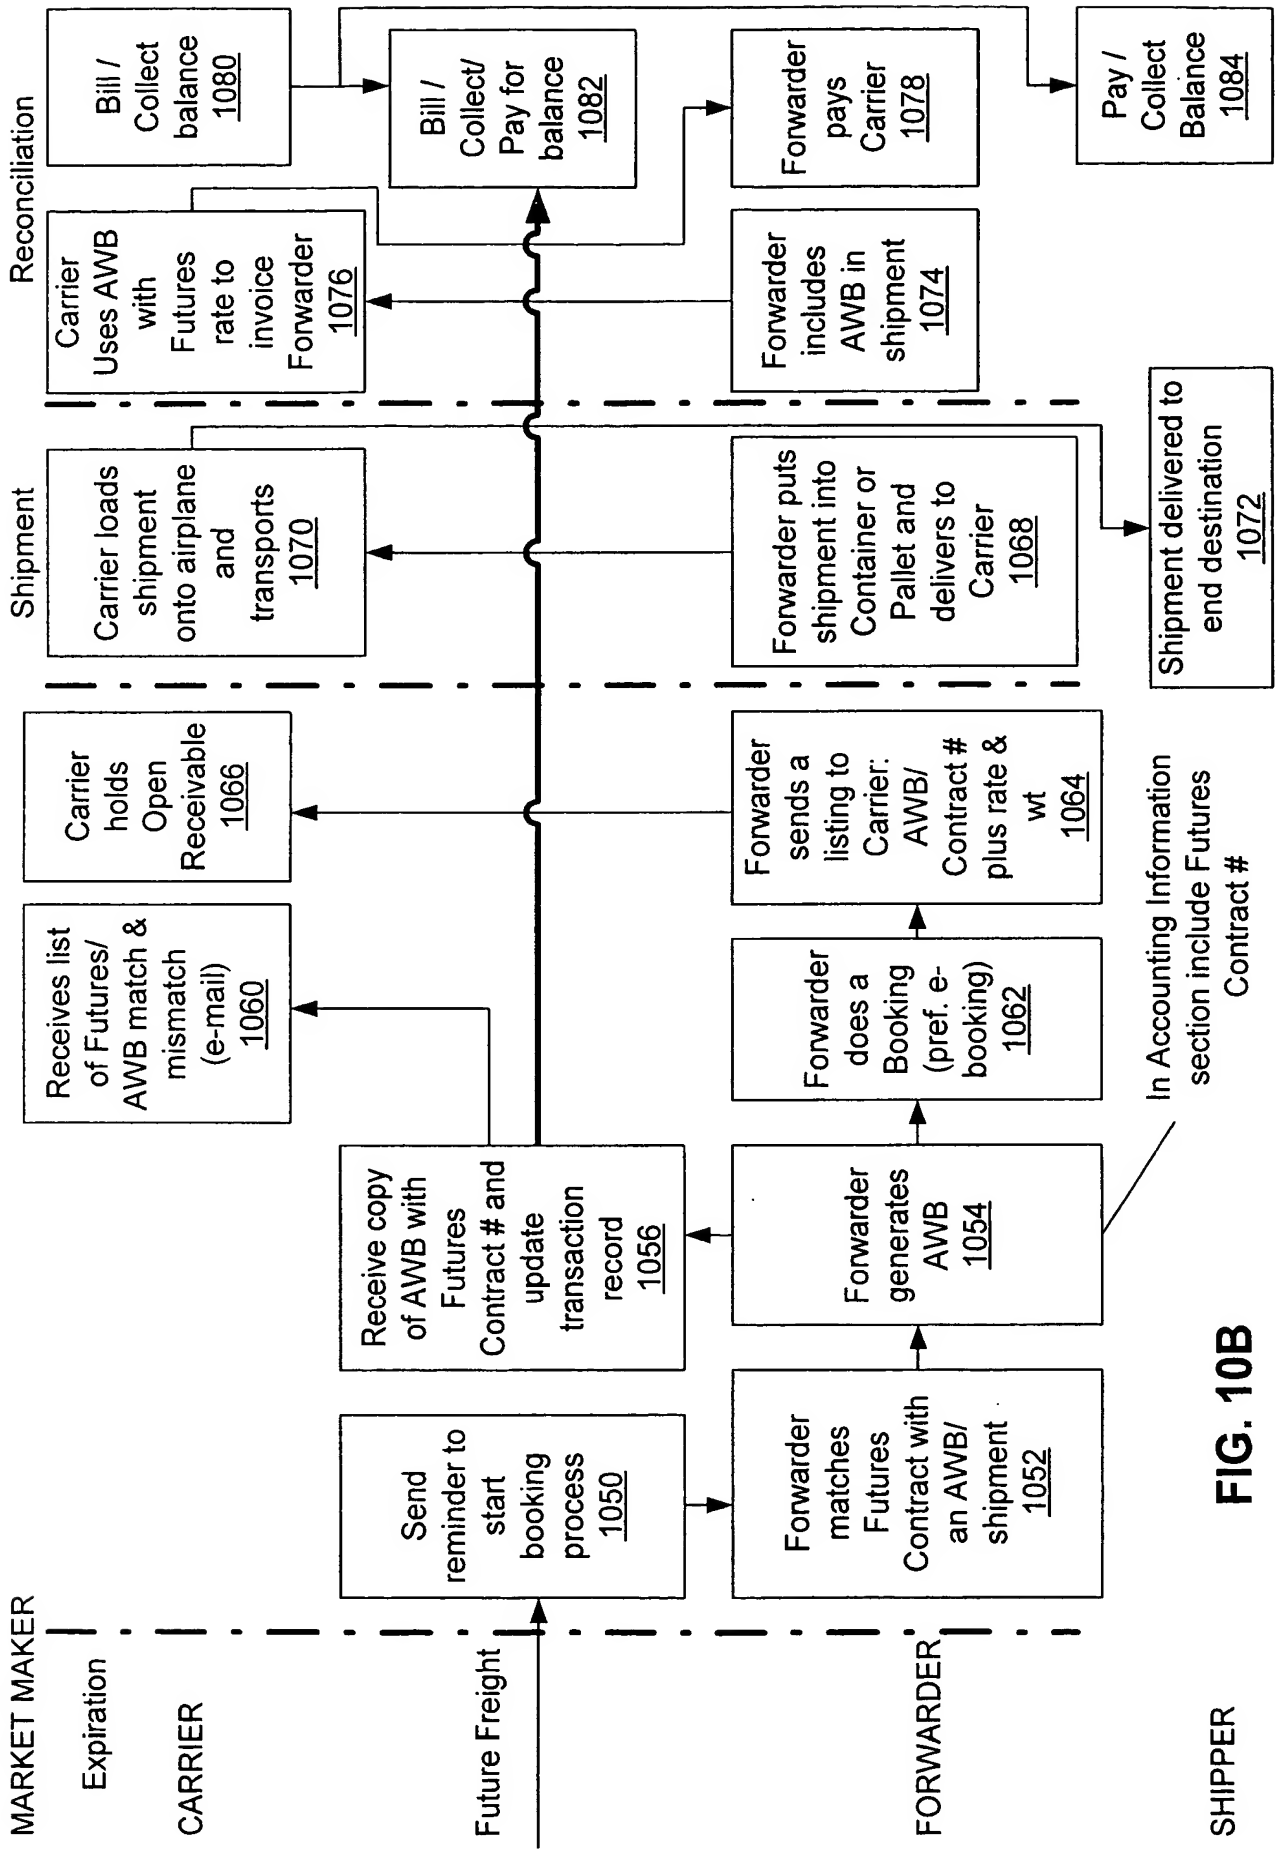 MARKET MAKER
Expiration
CARRIER
Future Freight
FORWARDER
SHIPPER
Shipment
Reconciliation
Receives list
of Futures/
AWB match &
mismatch
(e-mail)
1060
Carrier
holds
Open
Receivable
1066
Carrier loads
shipment
onto airplane
and
transports
1070
Carrier
Uses AWB
with
Futures
rate to
invoice
Forwarder
1076
Bill /
Collect
balance
1080
Send
reminder to
start
booking
process
1050
Receive copy
of AWB with
Futures
Contract # and
update
transaction
record
1056
Bill /
Collect/
Pay for
balance
1082
Forwarder
matches
Futures
Contract with
an AWB/
shipment
1052
Forwarder
generates
AWB
1054
Forwarder
does a
Booking
(pref. e-
booking)
1062
Forwarder
sends a
listing to
Carrier:
AWB/
Contract #
plus rate &
wt
1064
Forwarder puts
shipment into
Container or
Pallet and
delivers to
Carrier
1068
Forwarder
includes
AWB in
shipment
1074
Forwarder
pays
Carrier
1078
Pay /
Collect
Balance
1084
In Accounting Information
section include Futures
Contract #
Shipment delivered to
end destination
1072
FIG. 10B